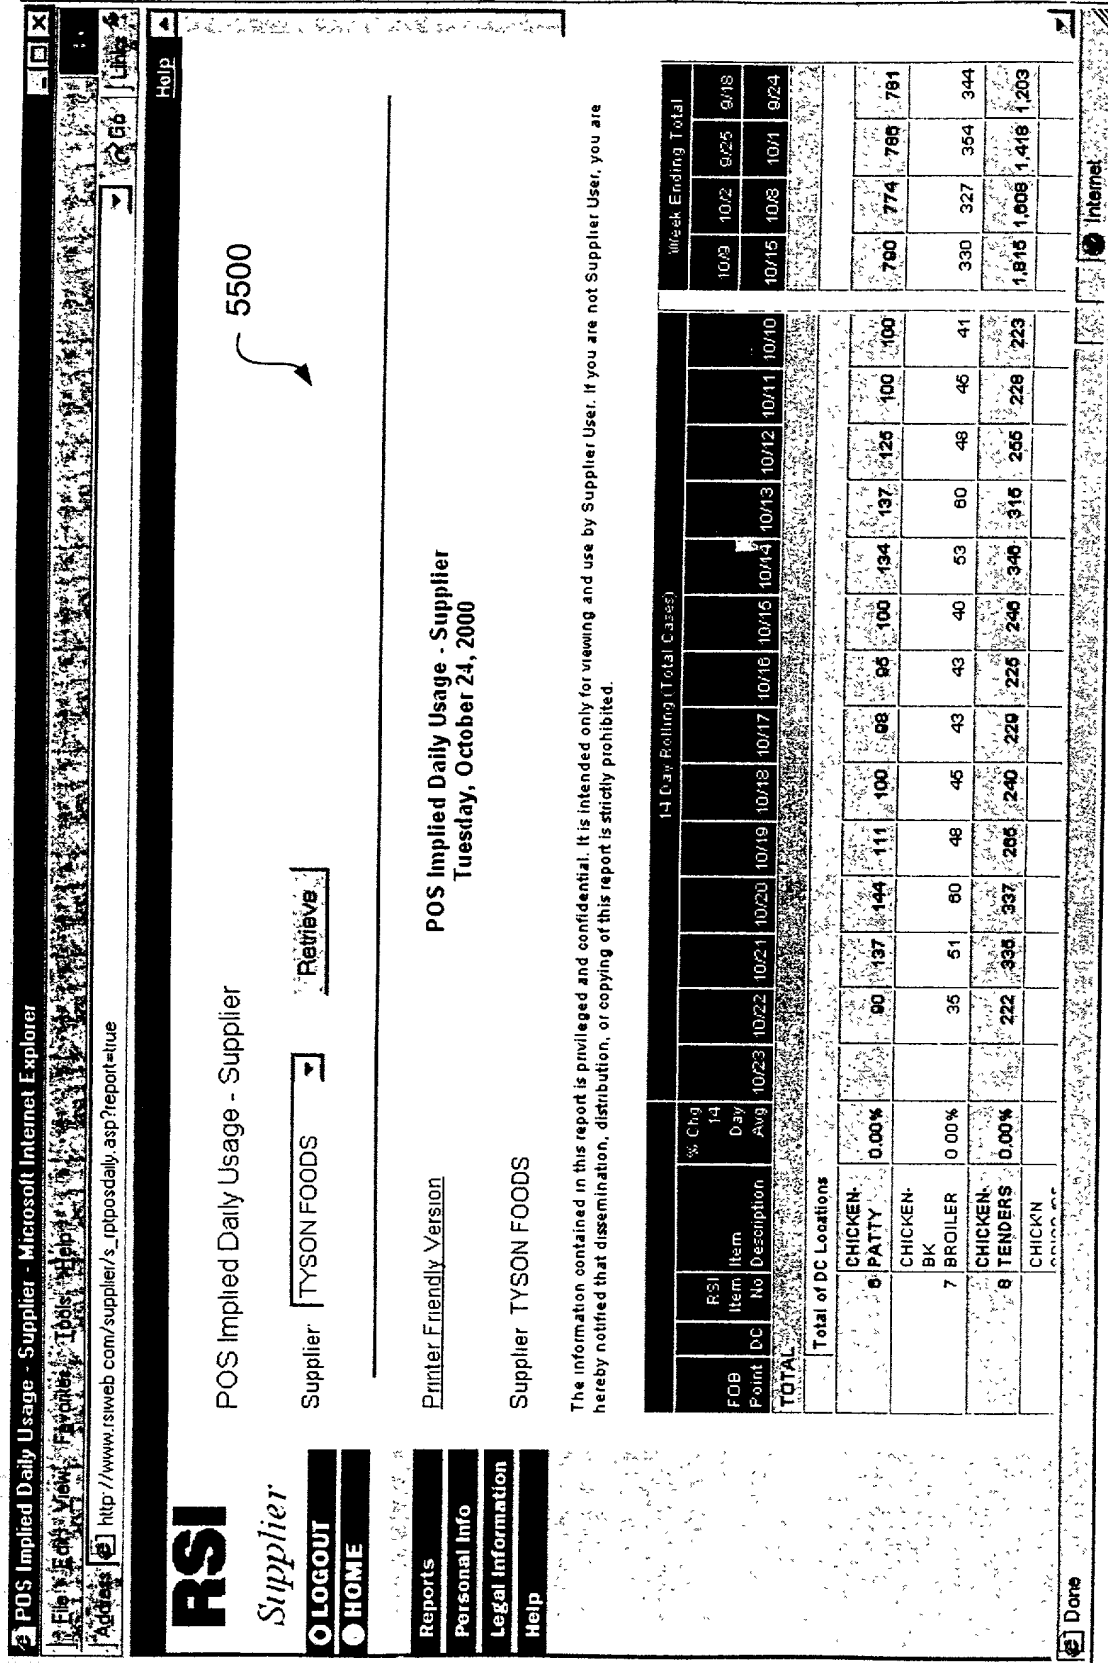 POS Implied Daily Usage - Supplier - Microsoft Internet Explorer
File Edit View Favorites Tools Help
Address http://www.rsiweb com/supplier/s_rptposdaily.asp?report=true Go Links
Help
RSI
Supplier
LOGOUT
HOME
Reports
Personal Info
Legal Information
Help
POS Implied Daily Usage - Supplier
Supplier TYSON FOODS Retrieve
5500
Printer Friendly Version
POS Implied Daily Usage - Supplier
Tuesday, October 24, 2000
Supplier TYSON FOODS
The information contained in this report is privileged and confidential. It is intended only for viewing and use by Supplier User. If you are not Supplier User, you are
hereby notified that dissemination, distribution, or copying of this report is strictly prohibited.
14 Day Rolling (Total Cases) Week Ending Total
% Chg
RSI 14 10/9 10/2 9/25 9/18
FOB Item Item Day
Point DC No Description Avg 10/23 10/22 10/21 10/20 10/19 10/18 10/17 10/16 10/15 10/14 10/13 10/12 10/11 10/10 10/15 10/8 10/1 9/24
TOTAL
Total of DC Locations
CHICKEN-
6 PATTY 0.00% 90 137 144 111 100 98 95 100 134 137 125 100 100 790 774 786 781
CHICKEN-
BK
7 BROILER 0 00% 35 51 60 48 45 43 43 40 53 60 48 46 41 330 327 354 344
CHICKEN-
8 TENDERS 0.00% 222 335 337 265 240 229 225 246 346 315 255 228 223 1,815 1,608 1,418 1,203
CHICKN
Done Internet